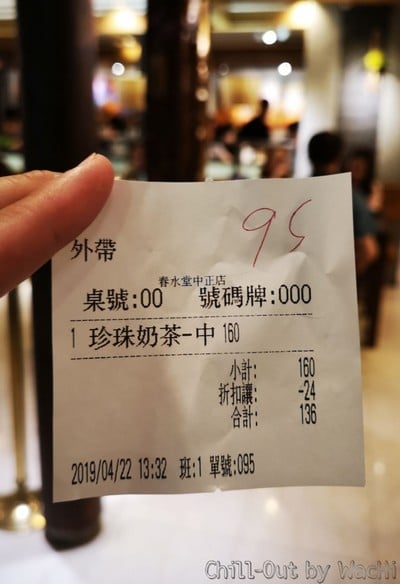 95
外帶
春水堂中正店
桌號:00 號碼牌:000
1 珍珠奶茶-中 160
小計: 160
折扣讓: -24
合計: 136
2019/04/22 13:32 班:1 單號:095
Chill-Out by Wachi